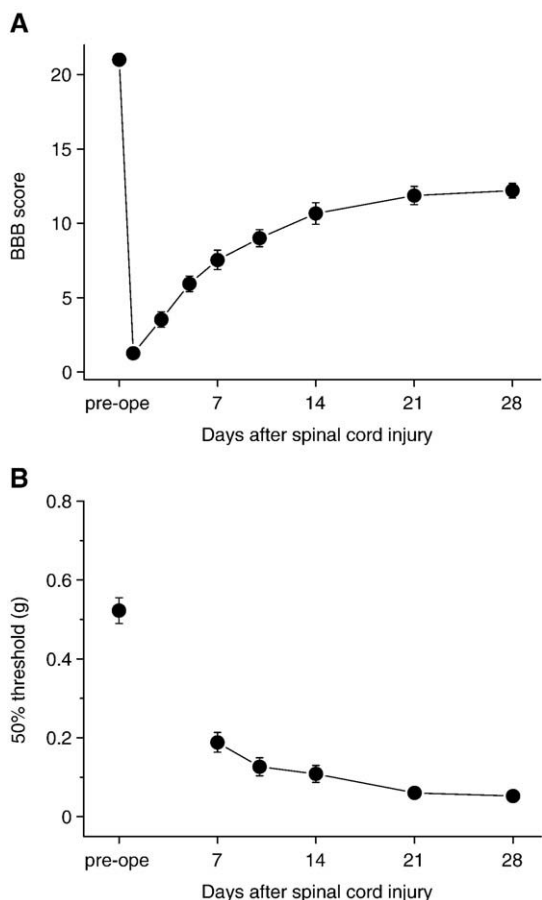 A
20
15
10
5
0
BBB score
pre-ope 7 14 21 28
Days after spinal cord injury
B
0.8
0.6
0.4
0.2
0
50% threshold (g)
pre-ope 7 14 21 28
Days after spinal cord injury